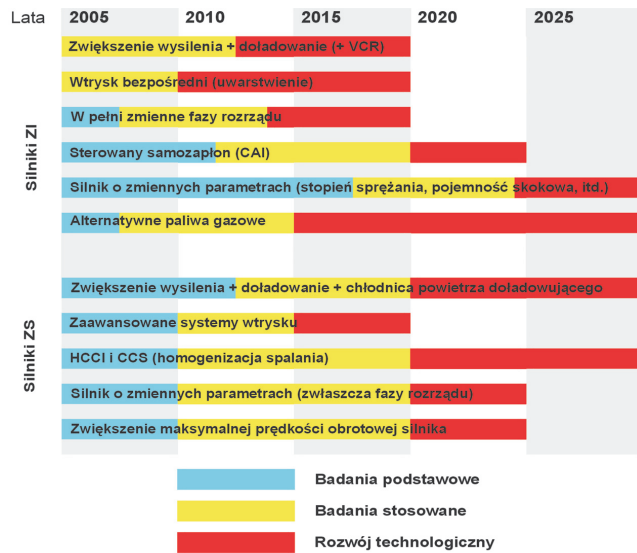 Lata 2005 2010 2015 2020 2025
Silniki ZI
Zwiększenie wysilenia + doładowanie (+ VCR)
Wtrysk bezpośredni (uwarstwienie)
W pełni zmienne fazy rozrządu
Sterowany samozapłon (CAI)
Silnik o zmiennych parametrach (stopień sprężania, pojemność skokowa, itd.)
Alternatywne paliwa gazowe
Silniki ZS
Zwiększenie wysilenia + doładowanie + chłodnica powietrza doładowującego
Zaawansowane systemy wtrysku
HCCI i CCS (homogenizacja spalania)
Silnik o zmiennych parametrach (zwłaszcza fazy rozrządu)
Zwiększenie maksymalnej prędkości obrotowej silnika
Badania podstawowe
Badania stosowane
Rozwój technologiczny